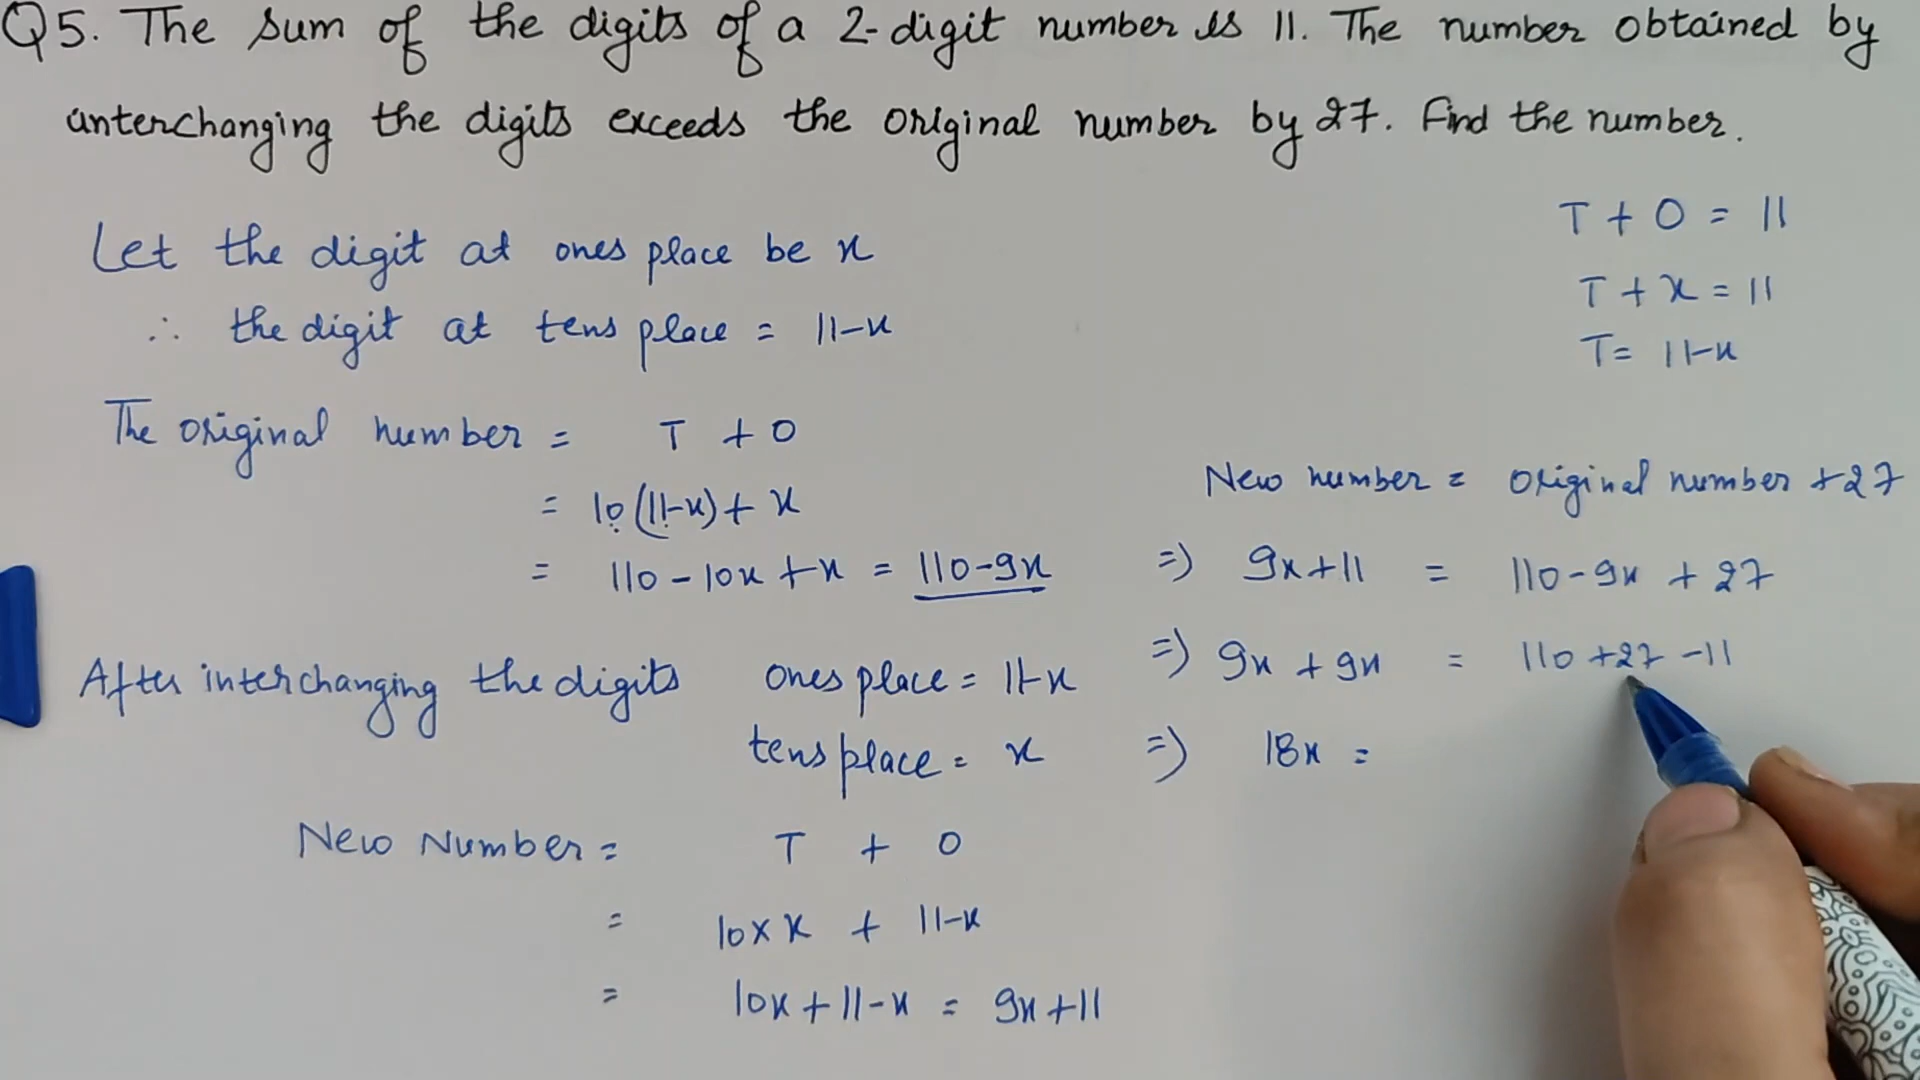 Q5. The sum of the digits of a 2-digit number is 11. The number obtained by
interchanging the digits exceeds the original number by 27. Find the number.
Let the digit at ones place be x
∴ the digit at tens place = 11-x
T + O = 11
T + x = 11
T = 11-x
The original number = T + O
= 10(11-x) + x
= 110 - 10x + x = 110-9x
After interchanging the digits ones place = 11-x
tens place = x
New Number = T + O
= 10 × x + 11-x
= 10x + 11 - x = 9x + 11
New number = Original number + 27
=> 9x + 11 = 110 - 9x + 27
=> 9x + 9x = 110 + 27 - 11
=> 18x =